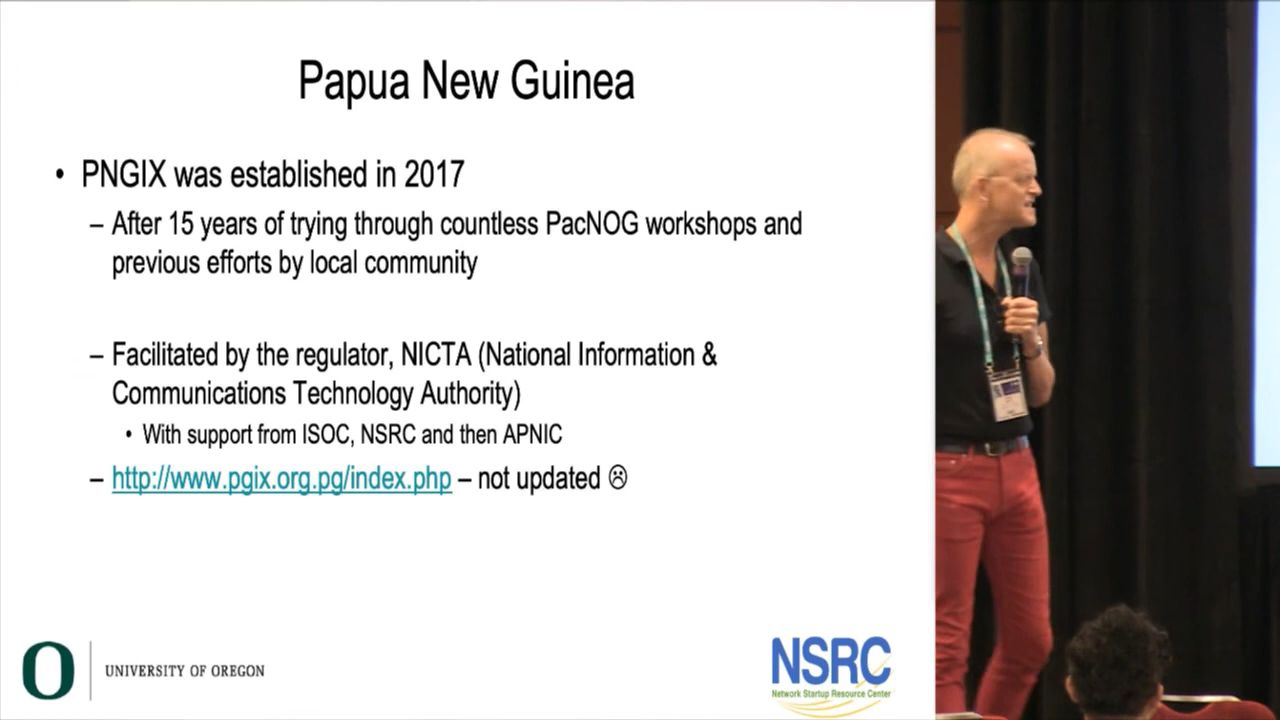 Papua New Guinea
• PNGIX was established in 2017
– After 15 years of trying through countless PacNOG workshops and
previous efforts by local community
– Facilitated by the regulator, NICTA (National Information &
Communications Technology Authority)
• With support from ISOC, NSRC and then APNIC
– http://www.pgix.org.pg/index.php – not updated ☹
O
UNIVERSITY OF OREGON
NSRC
Network Startup Resource Center